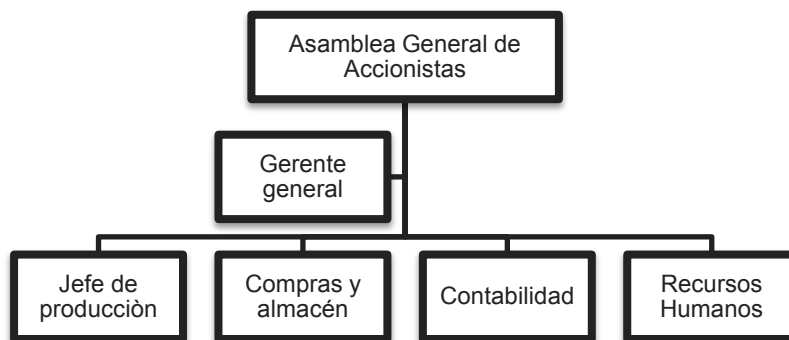 Asamblea General de
Accionistas
Gerente
general
Jefe de
producciòn
Compras y
almacén
Contabilidad
Recursos
Humanos